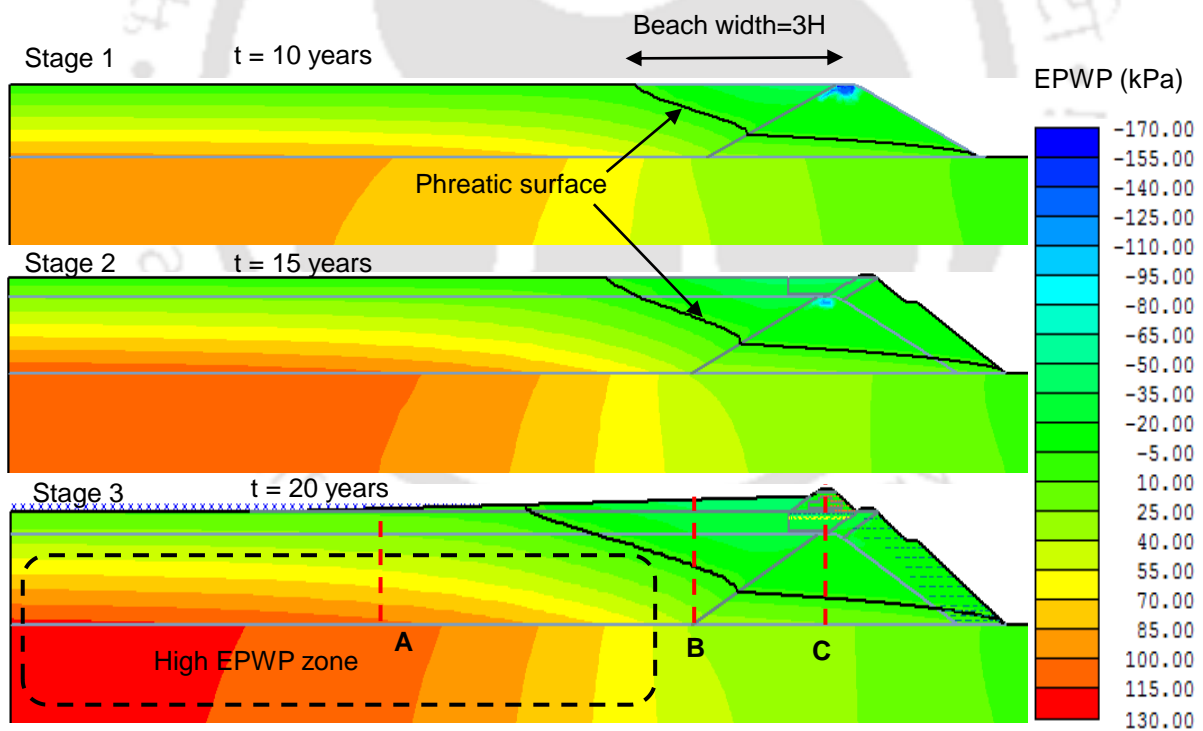 Beach width=3H
Stage 1
t = 10 years
EPWP (kPa)
Phreatic surface
Stage 2
t = 15 years
Stage 3
t = 20 years
A
B
C
High EPWP zone
-170.00
-155.00
-140.00
-125.00
-110.00
-95.00
-80.00
-65.00
-50.00
-35.00
-20.00
-5.00
10.00
25.00
40.00
55.00
70.00
85.00
100.00
115.00
130.00